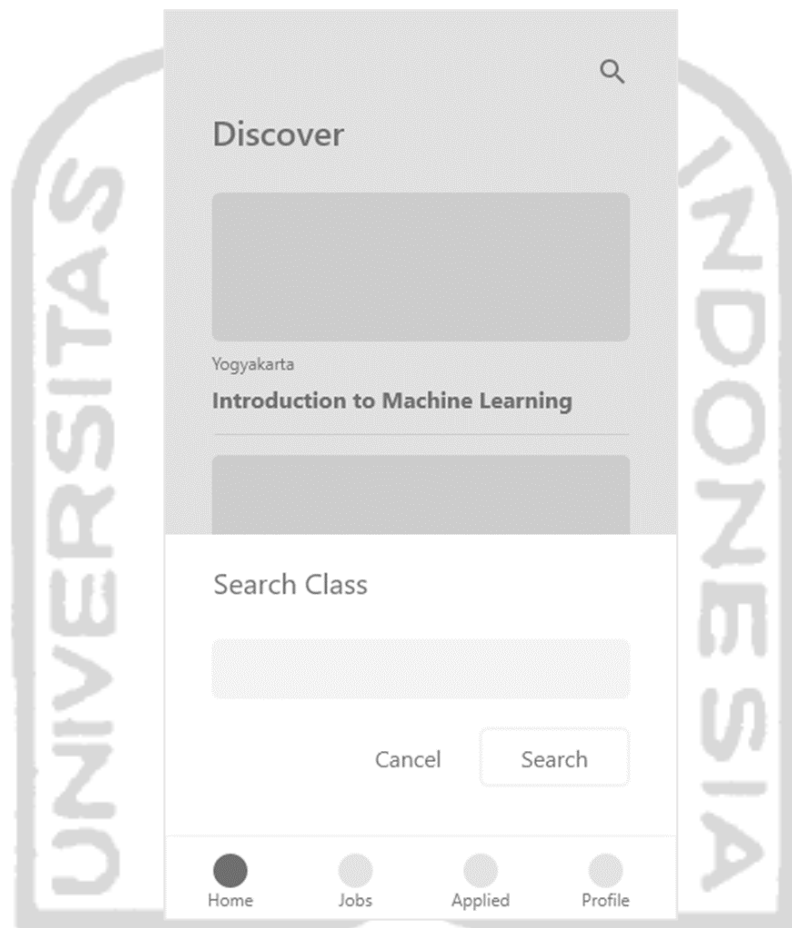 Discover
Yogyakarta
Introduction to Machine Learning
Search Class
Cancel Search
Home Jobs Applied Profile
UNIVERSITAS
INDONESIA